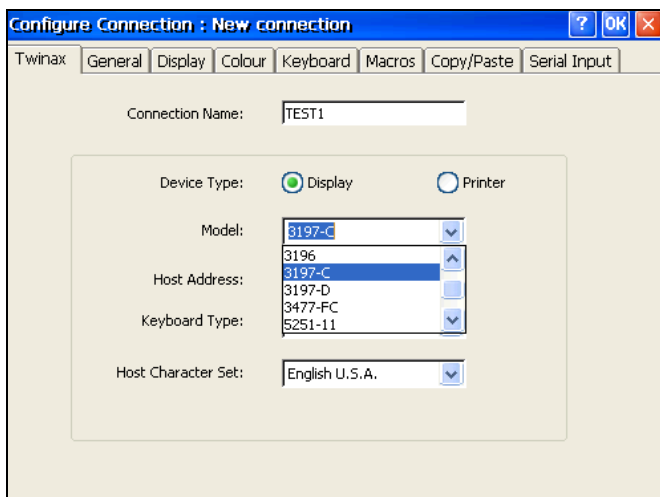 Configure Connection : New connection ? OK
Twinax General Display Colour Keyboard Macros Copy/Paste Serial Input
Connection Name: TEST1
Device Type: Display Printer
Model: 3197-C
3196
3197-C
Host Address:
3197-D
3477-FC
Keyboard Type:
5251-11
Host Character Set: English U.S.A.